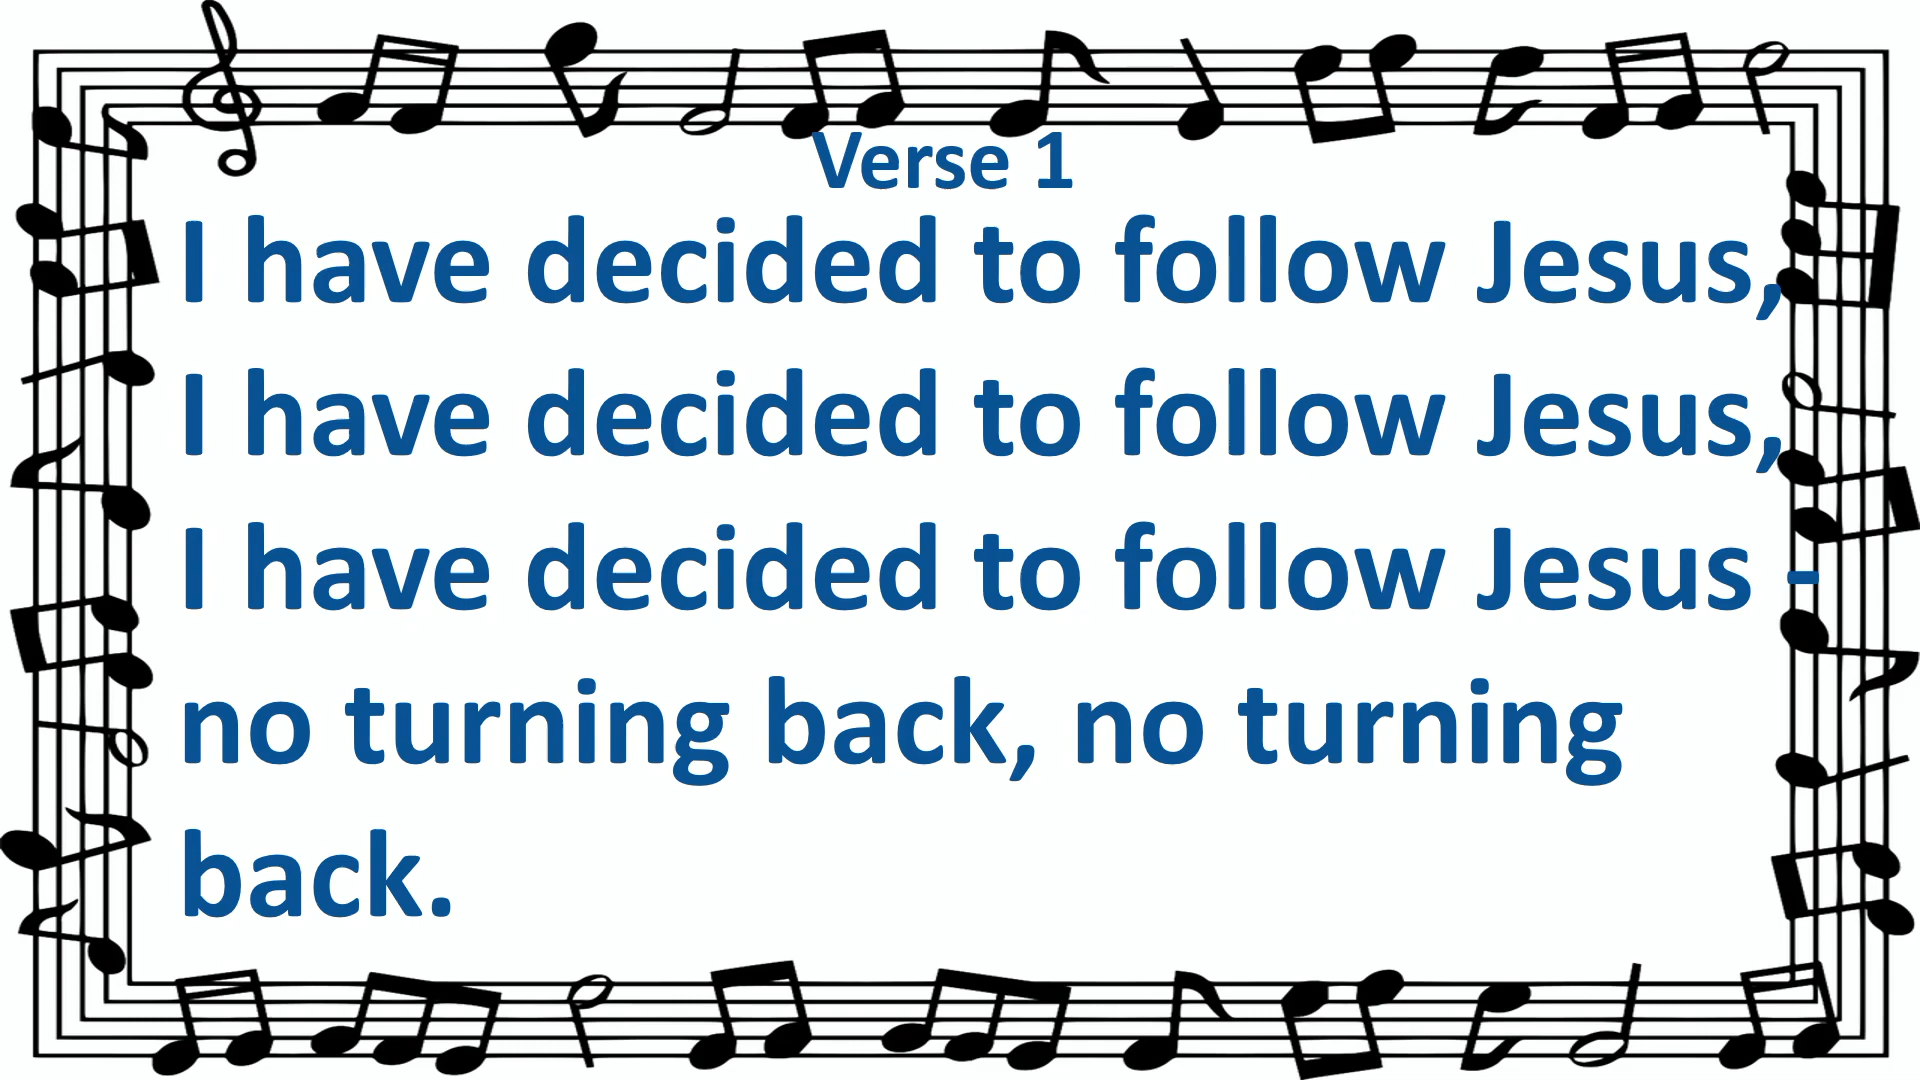 Verse 1
I have decided to follow Jesus,
I have decided to follow Jesus,
I have decided to follow Jesus -
no turning back, no turning
back.